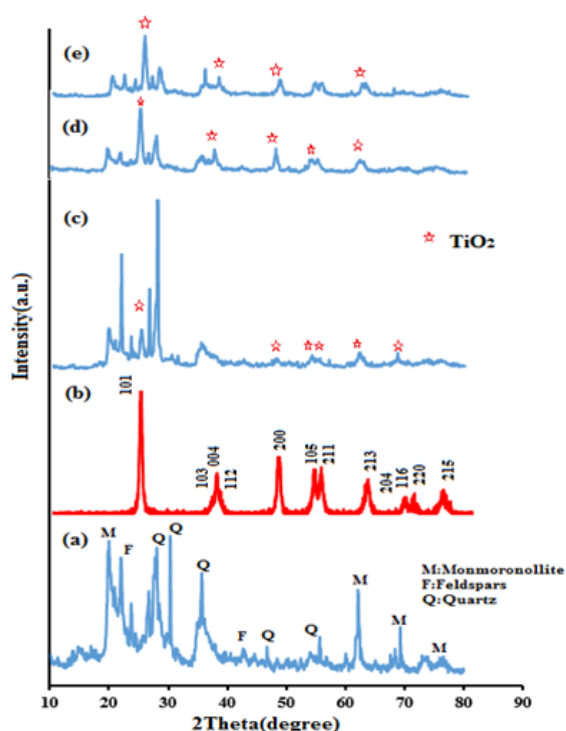 (e)
(d)
(c)
TiO2
Intensity(a.u.)
(b)
101
103
004
112
200
105
211
213
204
116
220
215
(a)
M
F
Q
Q
Q
F
Q
Q
M
M
M
M:Monmoronollite
F:Feldspars
Q:Quartz
10 20 30 40 50 60 70 80 90
2Theta(degree)